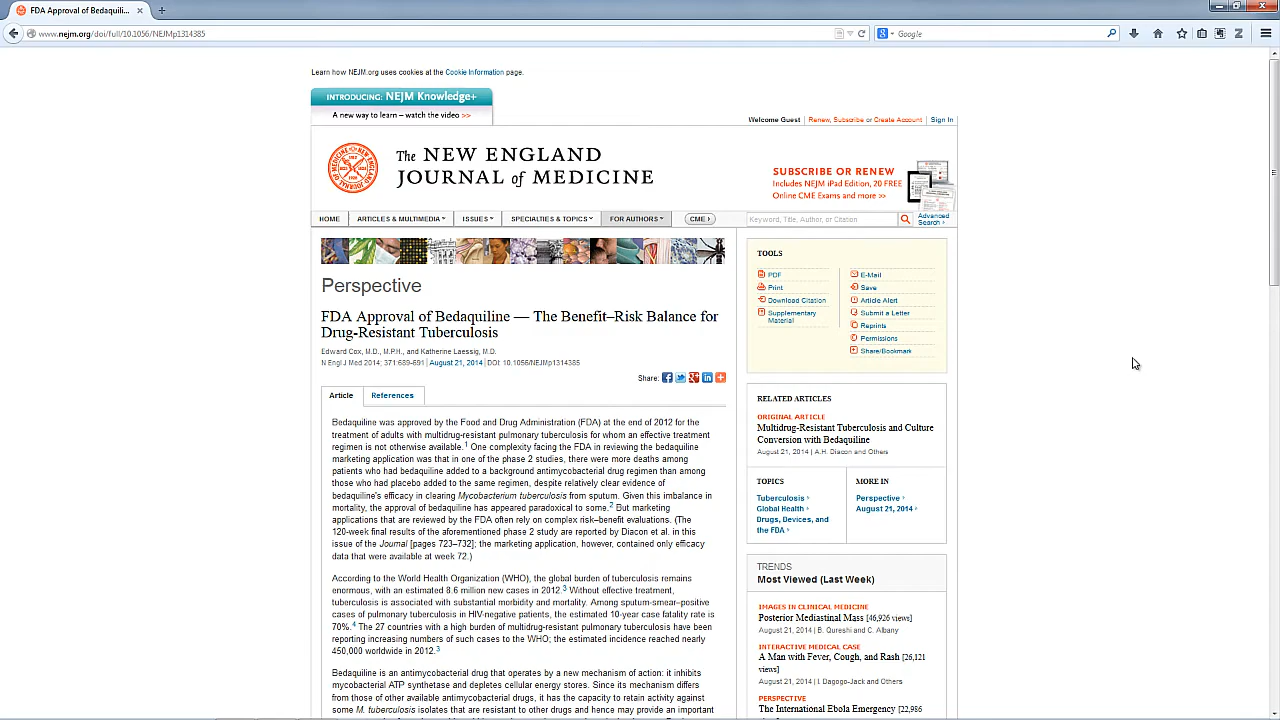 FDA Approval of Bedaquili...
www.nejm.org/doi/full/10.1056/NEJMp1314385
Google
Learn how NEJM.org uses cookies at the Cookie Information page.
INTRODUCING: NEJM Knowledge+
A new way to learn – watch the video >>
Welcome Guest
Renew, Subscribe or Create Account
Sign In
The NEW ENGLAND
JOURNAL of MEDICINE
SUBSCRIBE OR RENEW
Includes NEJM iPad Edition, 20 FREE
Online CME Exams and more >>
HOME
ARTICLES & MULTIMEDIA
ISSUES
SPECIALTIES & TOPICS
FOR AUTHORS
CME
Keyword, Title, Author, or Citation
Advanced
Search
Perspective
FDA Approval of Bedaquiline — The Benefit–Risk Balance for
Drug-Resistant Tuberculosis
Edward Cox, M.D., M.P.H., and Katherine Laessig, M.D.
N Engl J Med 2014; 371:689-691 | August 21, 2014 | DOI: 10.1056/NEJMp1314385
Share:
Article
References
Bedaquiline was approved by the Food and Drug Administration (FDA) at the end of 2012 for the
treatment of adults with multidrug-resistant pulmonary tuberculosis for whom an effective treatment
regimen is not otherwise available.1 One complexity facing the FDA in reviewing the bedaquiline
marketing application was that in one of the phase 2 studies, there were more deaths among
patients who had bedaquiline added to a background antimycobacterial drug regimen than among
those who had placebo added to the same regimen, despite relatively clear evidence of
bedaquiline's efficacy in clearing Mycobacterium tuberculosis from sputum. Given this imbalance in
mortality, the approval of bedaquiline has appeared paradoxical to some.2 But marketing
applications that are reviewed by the FDA often rely on complex risk–benefit evaluations. (The
120-week final results of the aforementioned phase 2 study are reported by Diacon et al. in this
issue of the Journal [pages 723–732]; the marketing application, however, contained only efficacy
data that were available at week 72.)
According to the World Health Organization (WHO), the global burden of tuberculosis remains
enormous, with an estimated 8.6 million new cases in 2012.3 Without effective treatment,
tuberculosis is associated with substantial morbidity and mortality. Among sputum-smear–positive
cases of pulmonary tuberculosis in HIV-negative patients, the estimated 10-year case fatality rate is
70%.4 The 27 countries with a high burden of multidrug-resistant pulmonary tuberculosis have been
reporting increasing numbers of such cases to the WHO; the estimated incidence reached nearly
450,000 worldwide in 2012.3
Bedaquiline is an antimycobacterial drug that operates by a new mechanism of action: it inhibits
mycobacterial ATP synthetase and depletes cellular energy stores. Since its mechanism differs
from those of other available antimycobacterial drugs, it has the capacity to retain activity against
some M. tuberculosis isolates that are resistant to other drugs and hence may provide an important
TOOLS
PDF
Print
Download Citation
Supplementary
Material
E-Mail
Save
Article Alert
Submit a Letter
Reprints
Permissions
Share/Bookmark
RELATED ARTICLES
ORIGINAL ARTICLE
Multidrug-Resistant Tuberculosis and Culture
Conversion with Bedaquiline
August 21, 2014 | A.H. Diacon and Others
TOPICS
Tuberculosis
Global Health
Drugs, Devices, and
the FDA
MORE IN
Perspective
August 21, 2014
TRENDS
Most Viewed (Last Week)
IMAGES IN CLINICAL MEDICINE
Posterior Mediastinal Mass [46,926 views]
August 21, 2014 | B. Qureshi and C. Albany
INTERACTIVE MEDICAL CASE
A Man with Fever, Cough, and Rash [26,121
views]
August 21, 2014 | I. Dagogo-Jack and Others
PERSPECTIVE
The International Ebola Emergency [22,986